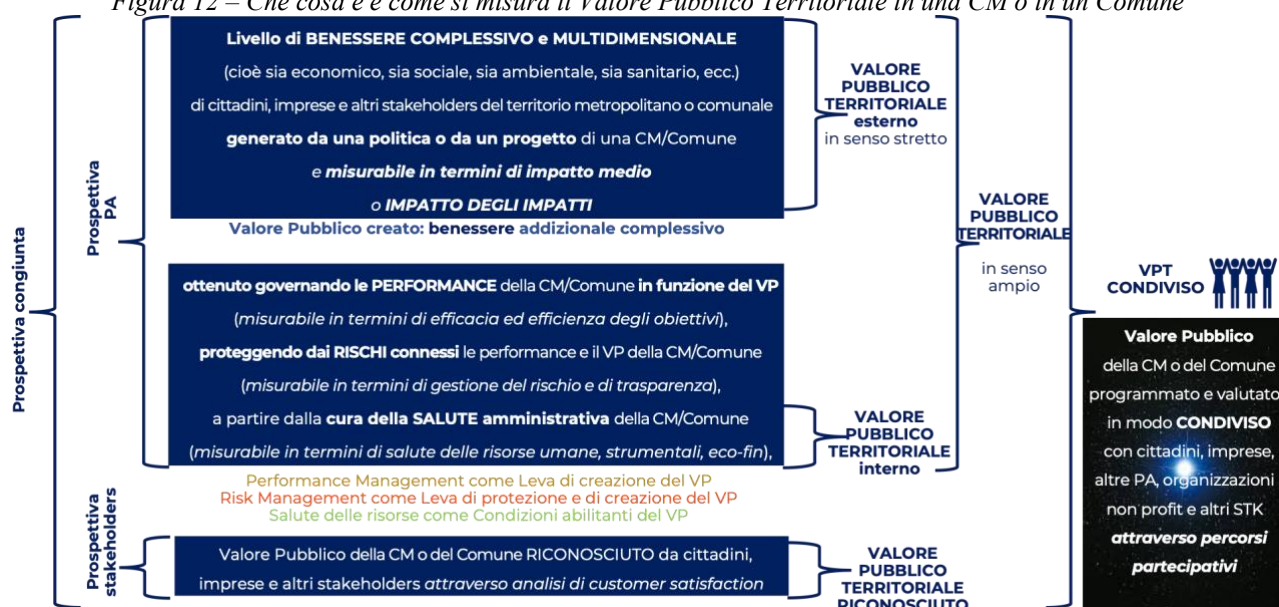 Figura 12 – Che cosa è e come si misura il Valore Pubblico Territoriale in una CM o in un Comune
Prospettiva congiunta
Prospettiva
PA
Livello di BENESSERE COMPLESSIVO e MULTIDIMENSIONALE
(cioè sia economico, sia sociale, sia ambientale, sia sanitario, ecc.)
di cittadini, imprese e altri stakeholders del territorio metropolitano o comunale
generato da una politica o da un progetto di una CM/Comune
e misurabile in termini di impatto medio
o IMPATTO DEGLI IMPATTI
Valore Pubblico creato: benessere addizionale complessivo
VALORE
PUBBLICO
TERRITORIALE
esterno
in senso stretto
ottenuto governando le PERFORMANCE della CM/Comune in funzione del VP
(misurabile in termini di efficacia ed efficienza degli obiettivi),
proteggendo dai RISCHI connessi le performance e il VP della CM/Comune
(misurabile in termini di gestione del rischio e di trasparenza),
a partire dalla cura della SALUTE amministrativa della CM/Comune
(misurabile in termini di salute delle risorse umane, strumentali, eco-fin),
VALORE
PUBBLICO
TERRITORIALE
interno
Performance Management come Leva di creazione del VP
Risk Management come Leva di protezione e di creazione del VP
Salute delle risorse come Condizioni abilitanti del VP
VALORE
PUBBLICO
TERRITORIALE
in senso
ampio
Prospettiva
stakeholders
Valore Pubblico della CM o del Comune RICONOSCIUTO da cittadini,
imprese e altri stakeholders attraverso analisi di customer satisfaction
VALORE
PUBBLICO
TERRITORIALE
RICONOSCIUTO
VPT
CONDIVISO
Valore Pubblico
della CM o del Comune
programmato e valutato
in modo CONDIVISO
con cittadini, imprese,
altre PA, organizzazioni
non profit e altri STK
attraverso percorsi
partecipativi